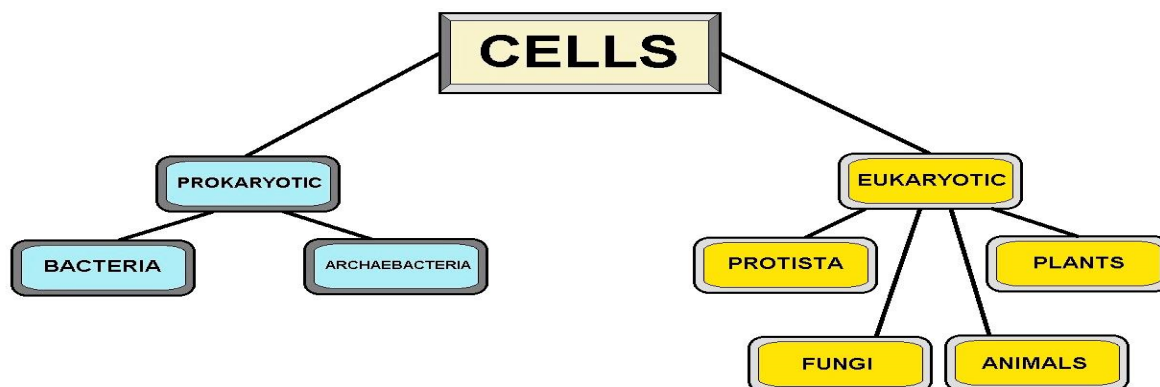 CELLS
PROKARYOTIC
EUKARYOTIC
BACTERIA
ARCHAEBACTERIA
PROTISTA
PLANTS
FUNGI
ANIMALS